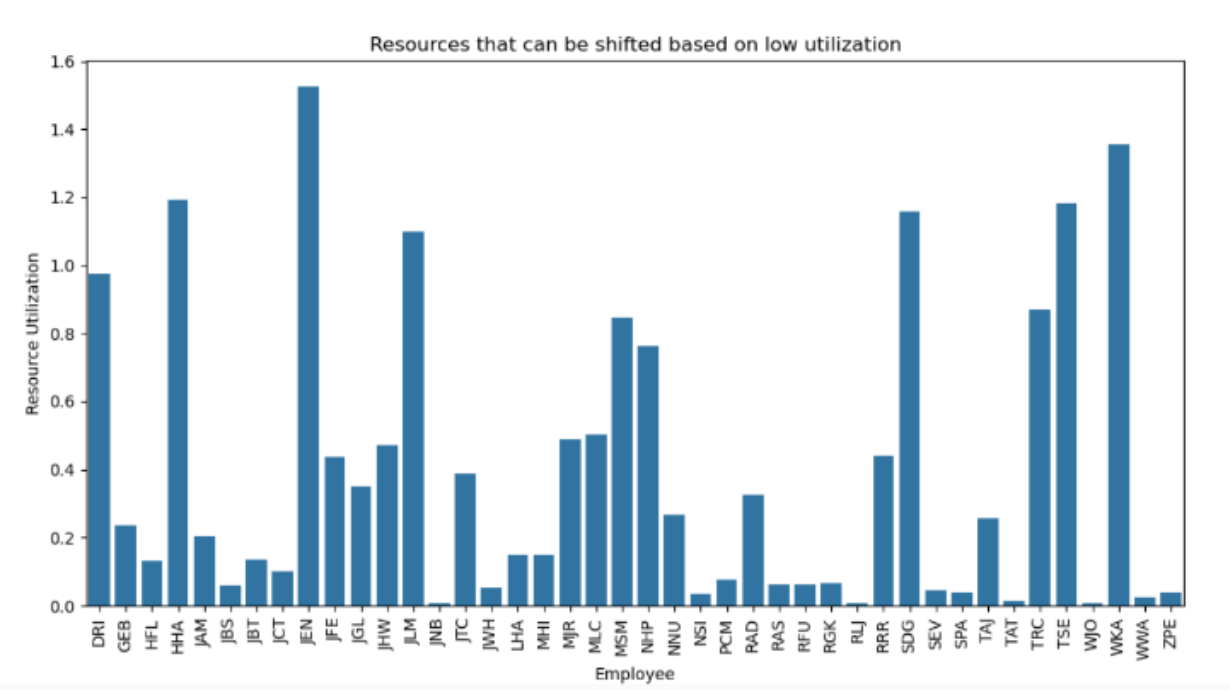 Resources that can be shifted based on low utilization
1.6
1.4
1.2
1.0
0.8
0.6
0.4
0.2
0.0
Resource Utilization
DRI GEB HFL HHA JAM JBS JBT JCT JEN JFE JGL JHW JLM JNB JTC JWH LHA MHI MJR MLC MSM NHP NNU NSI PCM RAD RAS RFU RGK RLJ RRR SDG SEV SPA TAJ TAT TRC TSE WJO WKA WWA ZPE
Employee